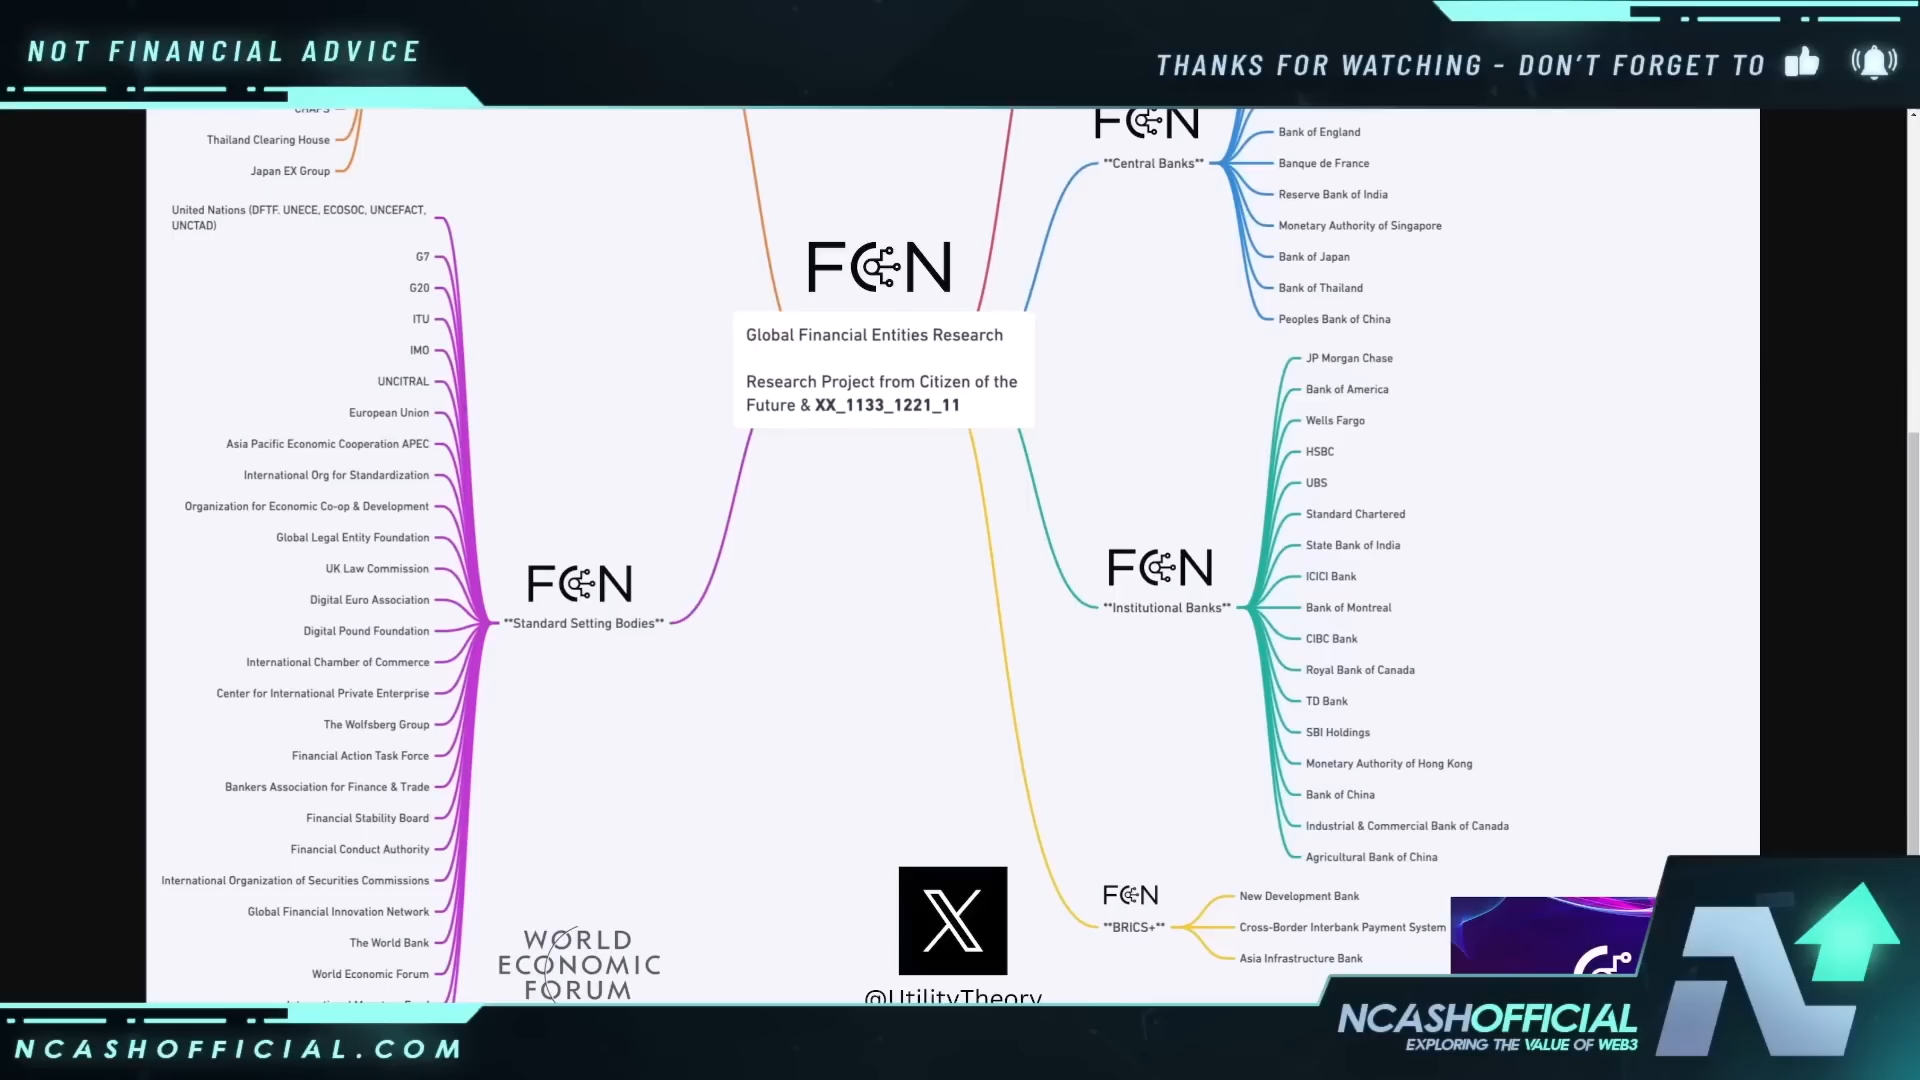 NOT FINANCIAL ADVICE
THANKS FOR WATCHING - DON'T FORGET TO
CHAPS
Thailand Clearing House
Japan EX Group
United Nations (DFTF. UNECE, ECOSOC, UNCEFACT,
UNCTAD)
G7
G20
ITU
IMO
UNCITRAL
European Union
Asia Pacific Economic Cooperation APEC
International Org for Standardization
Organization for Economic Co-op & Development
Global Legal Entity Foundation
UK Law Commission
Digital Euro Association
Digital Pound Foundation
International Chamber of Commerce
Center for International Private Enterprise
The Wolfsberg Group
Financial Action Task Force
Bankers Association for Finance & Trade
Financial Stability Board
Financial Conduct Authority
International Organization of Securities Commissions
Global Financial Innovation Network
The World Bank
World Economic Forum
FCN
**Standard Setting Bodies**
WORLD
ECONOMIC
FORUM
FCN
Global Financial Entities Research
Research Project from Citizen of the
Future & XX_1133_1221_11
X
@UtilityTheory
FCN
**Central Banks**
Bank of England
Banque de France
Reserve Bank of India
Monetary Authority of Singapore
Bank of Japan
Bank of Thailand
Peoples Bank of China
FCN
**Institutional Banks**
JP Morgan Chase
Bank of America
Wells Fargo
HSBC
UBS
Standard Chartered
State Bank of India
ICICI Bank
Bank of Montreal
CIBC Bank
Royal Bank of Canada
TD Bank
SBI Holdings
Monetary Authority of Hong Kong
Bank of China
Industrial & Commercial Bank of Canada
Agricultural Bank of China
FCN
**BRICS+**
New Development Bank
Cross-Border Interbank Payment System
Asia Infrastructure Bank
NCASHOFFICIAL.COM
NCASHOFFICIAL
EXPLORING THE VALUE OF WEB3